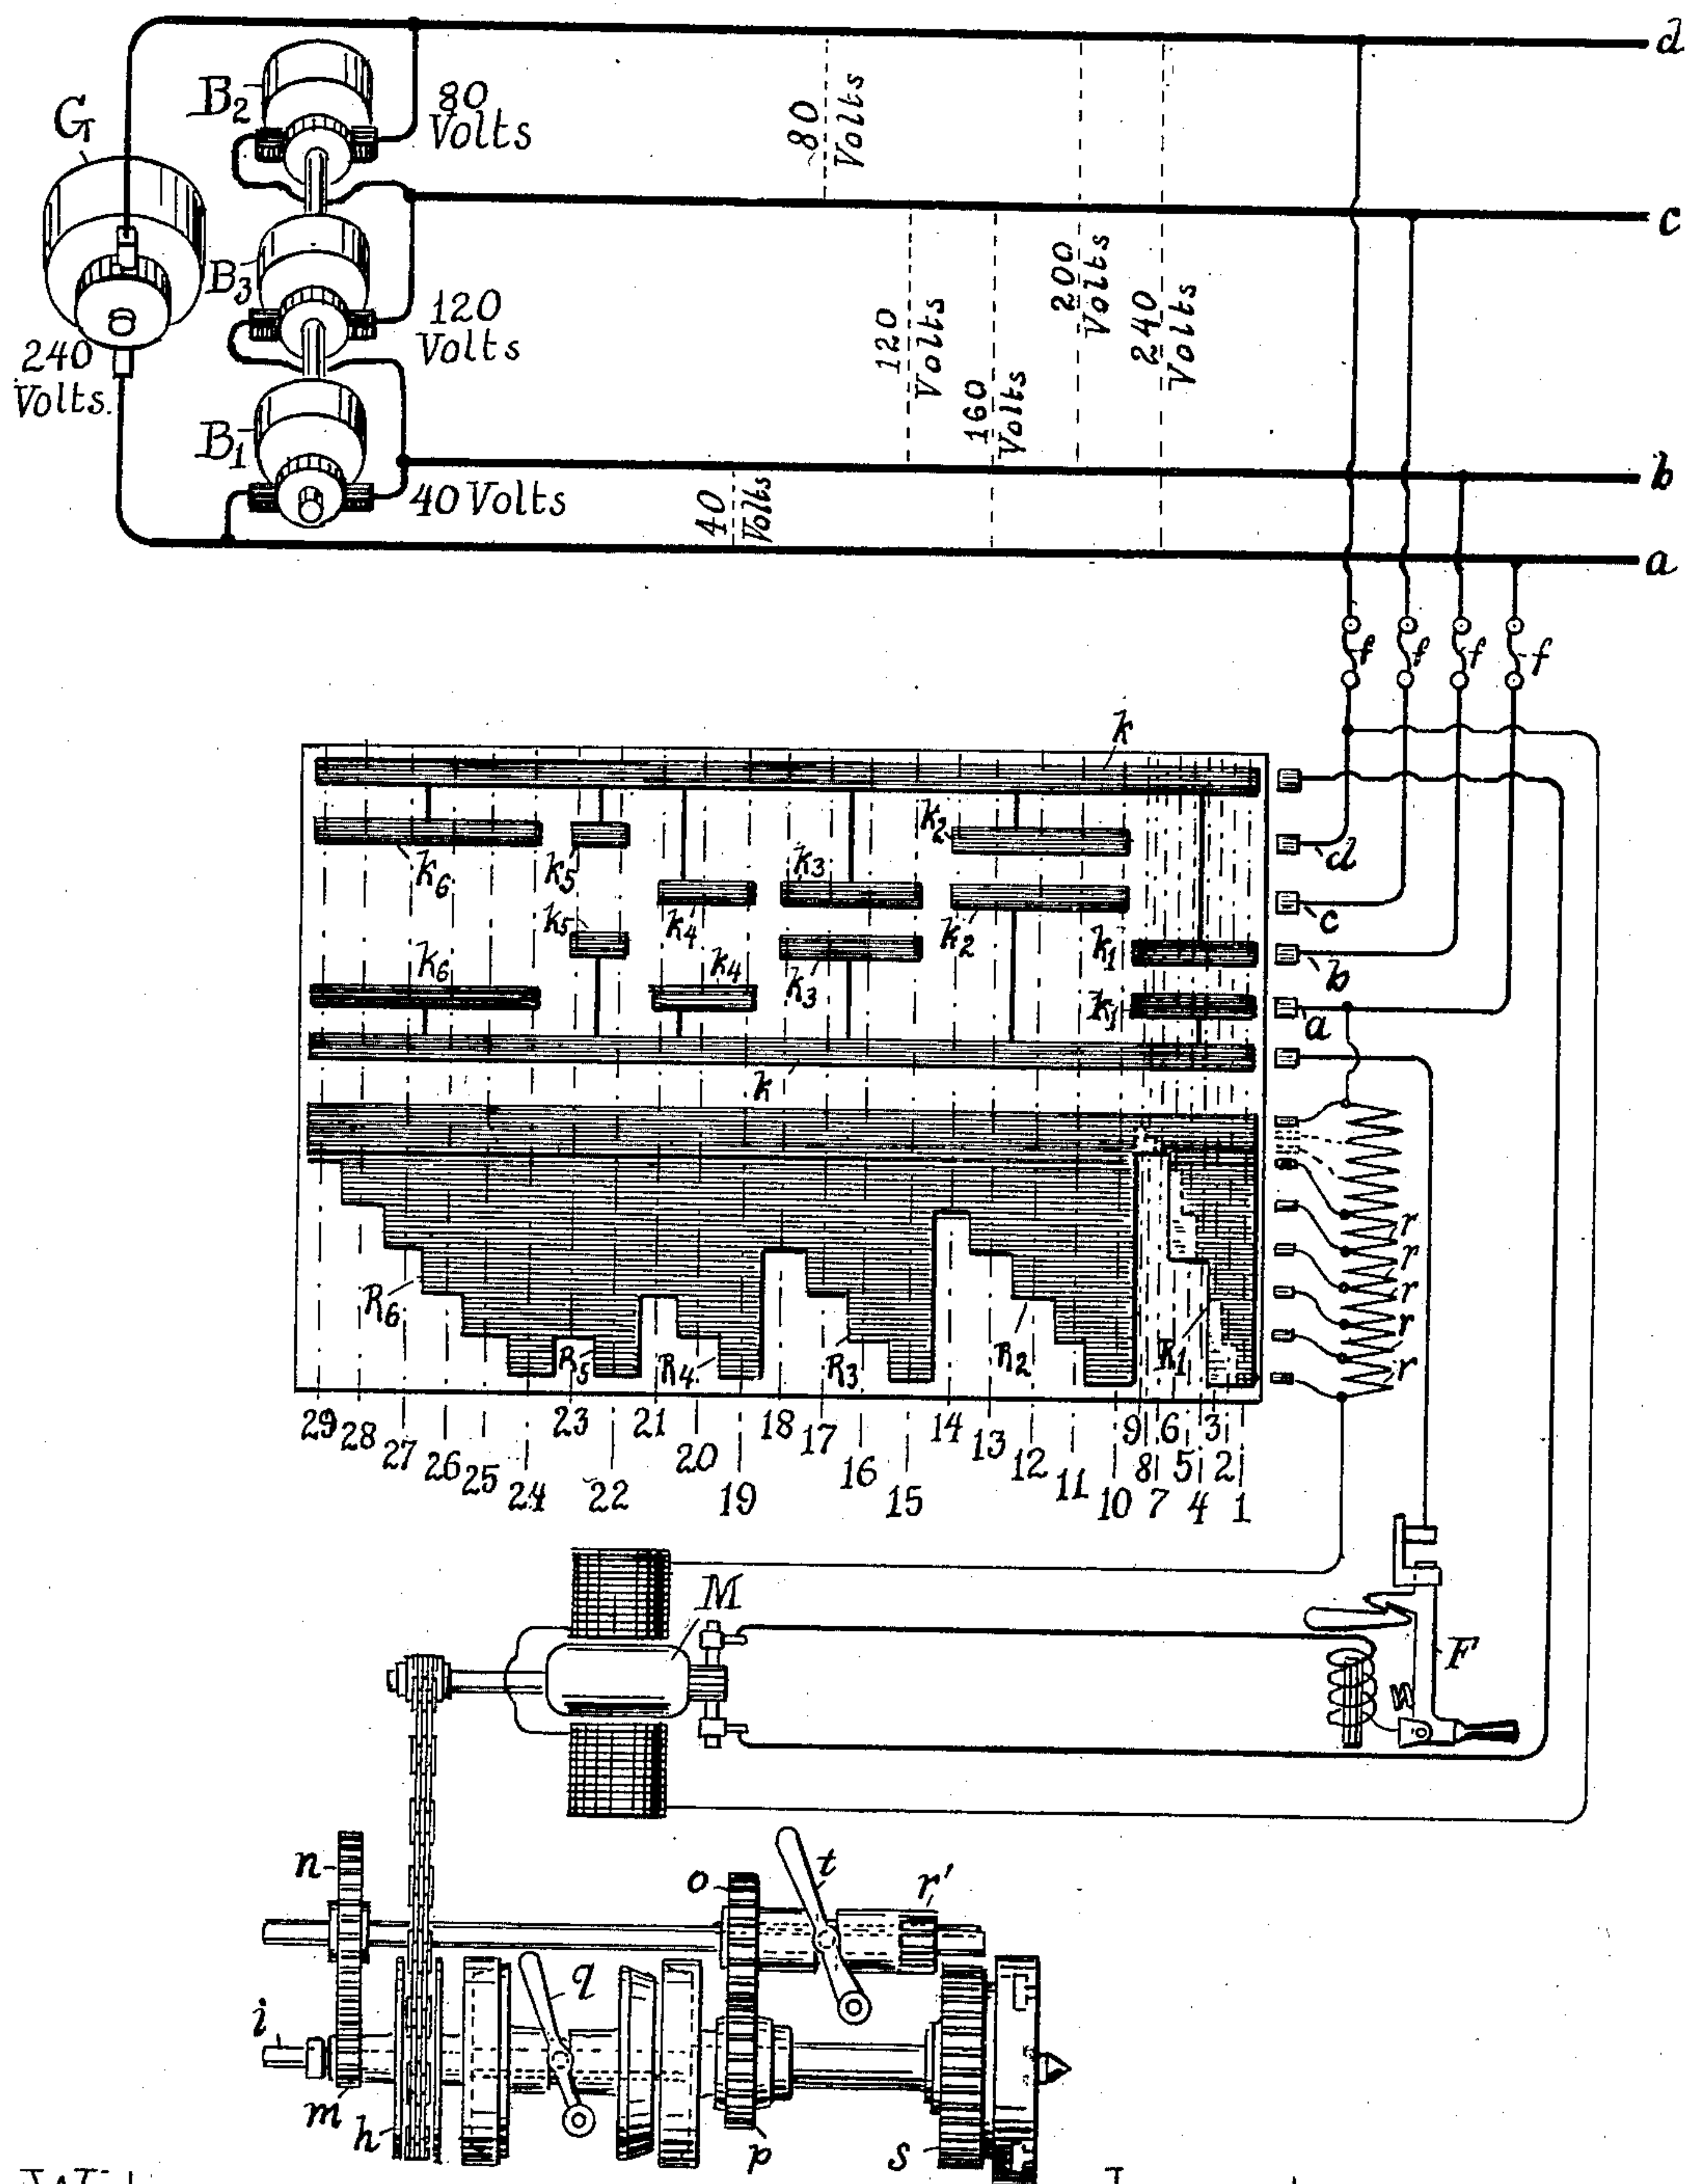 d
B2
80
Volts
G
80
Volts
c
B3
120
Volts
200
Volts
240
Volts
120
Volts
160
Volts
240
Volts.
B1
40 Volts
40
Volts
b
a
f f f f
k
k6
k5
k4
k3
k2
d
c
k5
k2
k1
b
k6
k4
k3
k1
a
k
r
r
r
r
r
R6
R5
R4
R3
R2
R1
29 28 27 26 25 24 23 22 21 20 19 18 17 16 15 14 13 12 11 10 9 8 7 6 5 4 3 2 1
M
F
n
o
t
r'
i
q
m
h
p
s